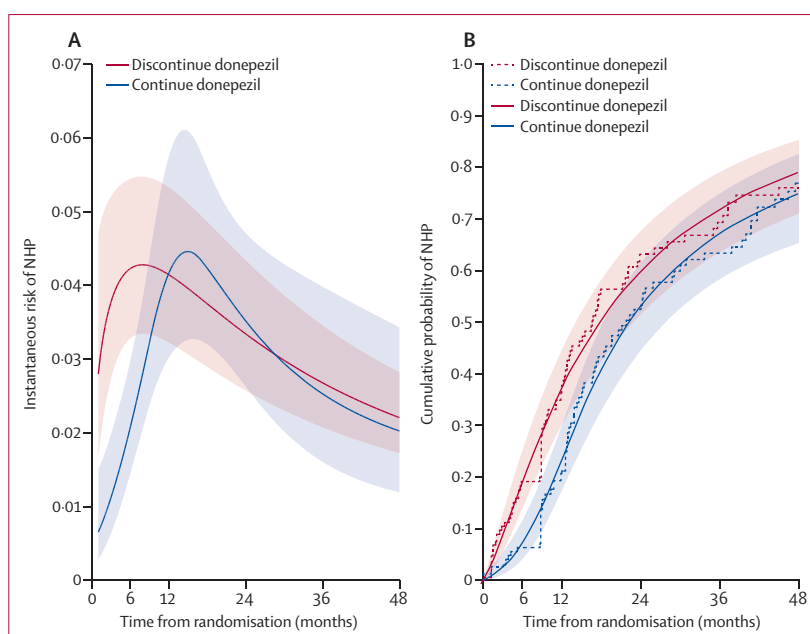 A
Discontinue donepezil
Continue donepezil
0·07
0·06
0·05
0·04
0·03
0·02
0·01
0
Instantaneous risk of NHP
0 6 12 24 36 48
Time from randomisation (months)
B
Discontinue donepezil
Continue donepezil
Discontinue donepezil
Continue donepezil
1·0
0·9
0·8
0·7
0·6
0·5
0·4
0·3
0·2
0·1
0
Cumulative probability of NHP
0 6 12 24 36 48
Time from randomisation (months)